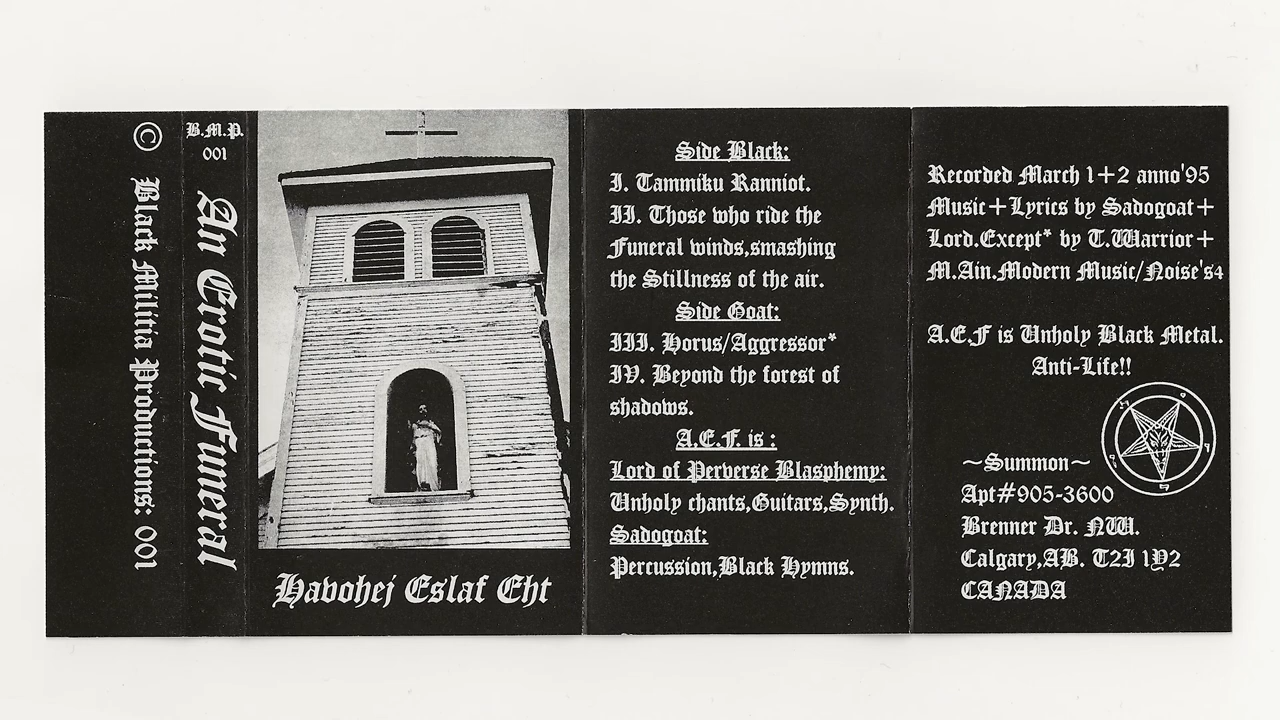 © Black Militia Productions: 001
B.M.P.
001
An Erotic Funeral
Havohej Eslaf Eht
Side Black:
I. Tammiku Ranniot.
II. Those who ride the
Funeral winds,smashing
the Stillness of the air.
Side Goat:
III. Horus/Aggressor*
IV. Beyond the forest of
shadows.
A.E.F. is :
Lord of Perverse Blasphemy:
Unholy chants,Guitars,Synth.
Sadogoat:
Percussion,Black Hymns.
Recorded March 1+2 anno'95
Music+Lyrics by Sadogoat+
Lord.Except* by T.Warrior+
M.Ain.Modern Music/Noise's4
A.E.F is Unholy Black Metal.
Anti-Life!!
~Summon~
Apt#905-3600
Brenner Dr. NW.
Calgary,AB. T2I 1Y2
CANADA